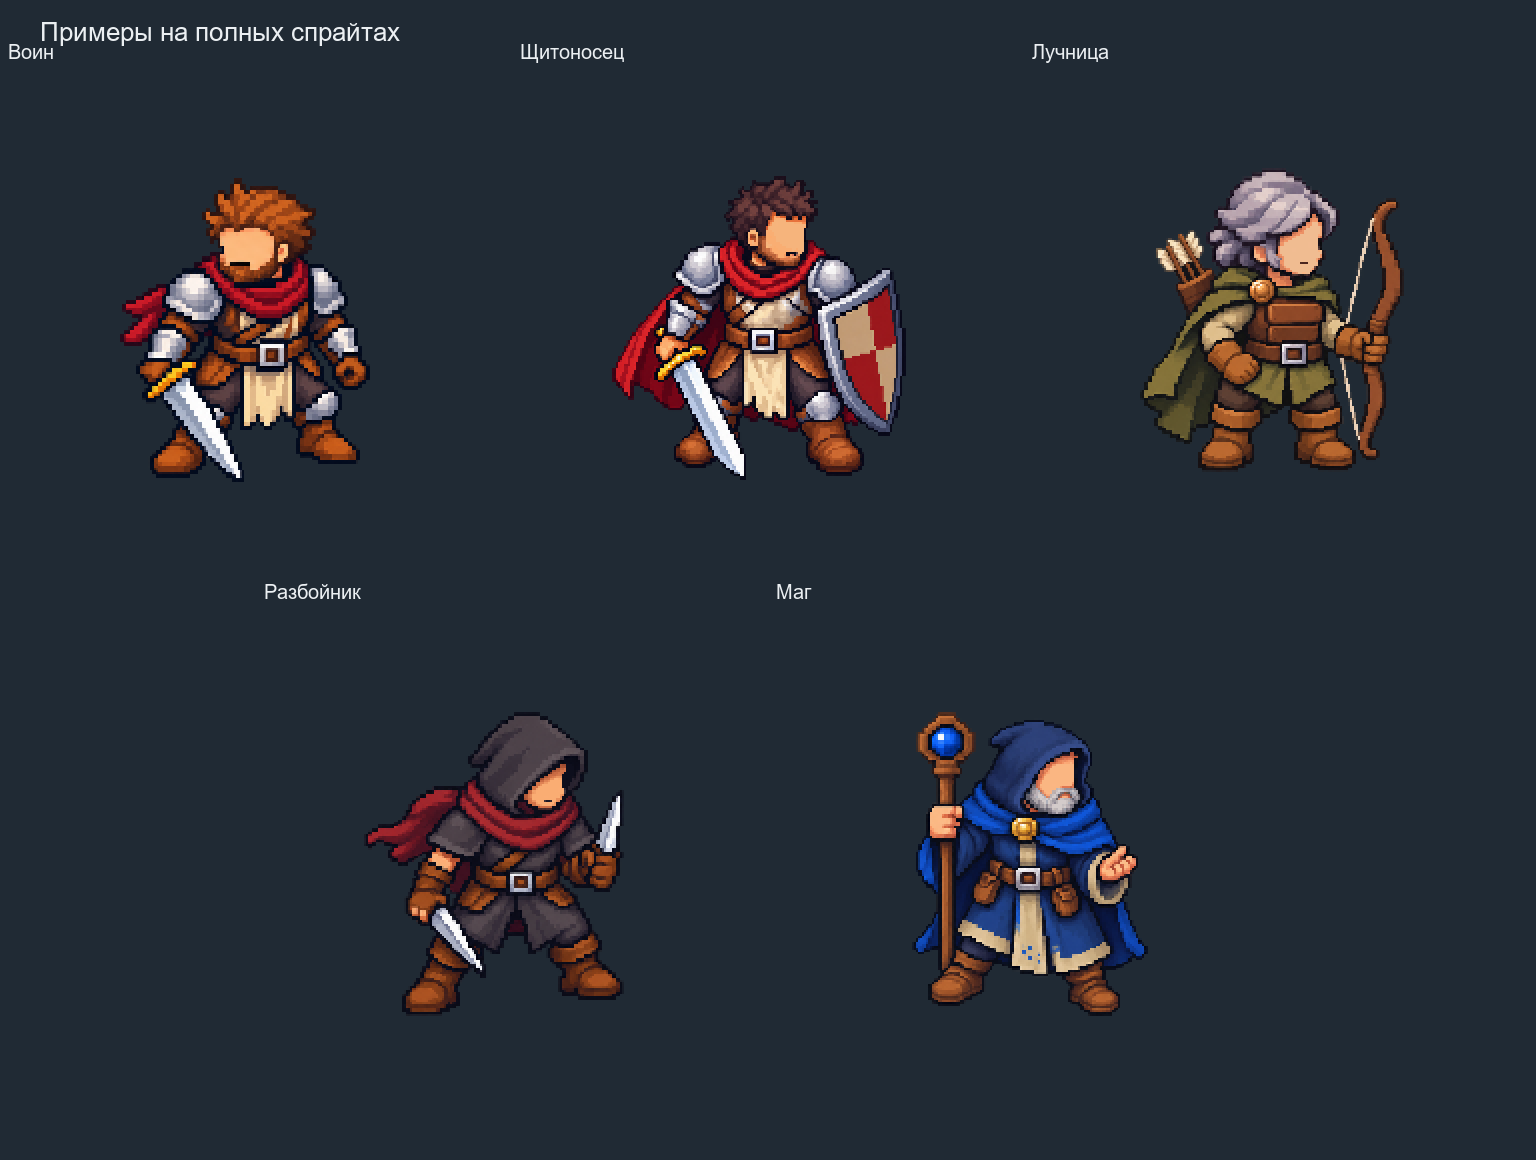 Примеры на полных спрайтах
Воин
Щитоносец
Лучница
Разбойник
Маг